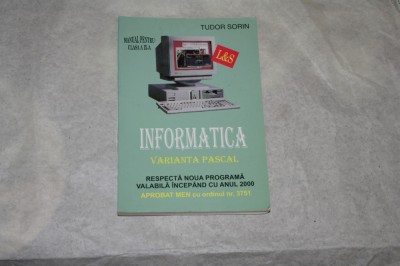 TUDOR SORIN
MANUAL PENTRU
CLASA A IX-A
L&S
INFORMATICA
VARIANTA PASCAL
RESPECTĂ NOUA PROGRAMĂ
VALABILĂ ÎNCEPÂND CU ANUL 2000
APROBAT MEN cu ordinul nr. 3781